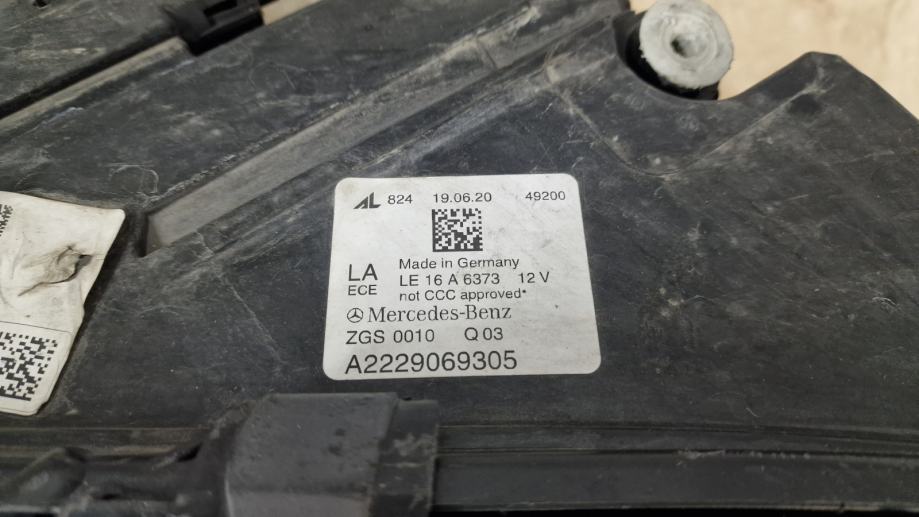 AL 824 19.06.20 49200
Made in Germany
LA LE 16 A 6373 12 V
ECE not CCC approved*
Mercedes-Benz
ZGS 0010 Q 03
A2229069305